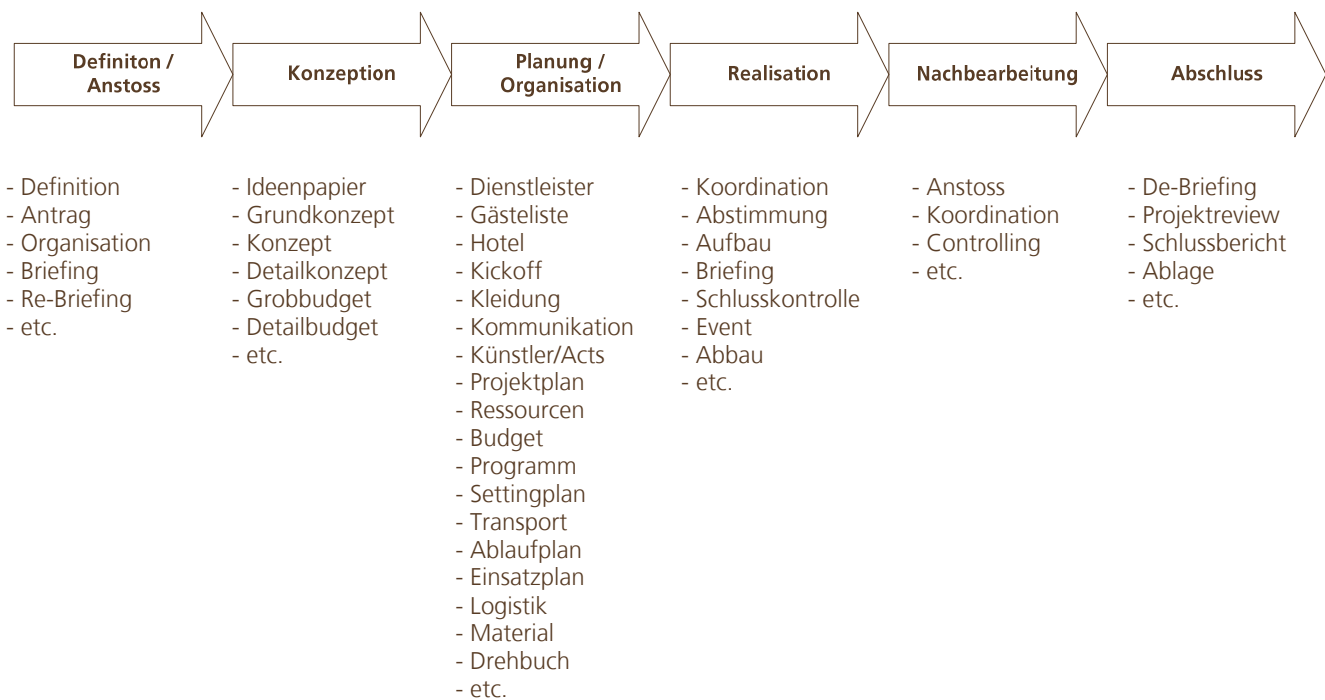 Definiton /
Anstoss
Konzeption
Planung /
Organisation
Realisation
Nachbearbeitung
Abschluss
- Definition
- Antrag
- Organisation
- Briefing
- Re-Briefing
- etc.
- Ideenpapier
- Grundkonzept
- Konzept
- Detailkonzept
- Grobbudget
- Detailbudget
- etc.
- Dienstleister
- Gästeliste
- Hotel
- Kickoff
- Kleidung
- Kommunikation
- Künstler/Acts
- Projektplan
- Ressourcen
- Budget
- Programm
- Settingplan
- Transport
- Ablaufplan
- Einsatzplan
- Logistik
- Material
- Drehbuch
- etc.
- Koordination
- Abstimmung
- Aufbau
- Briefing
- Schlusskontrolle
- Event
- Abbau
- etc.
- Anstoss
- Koordination
- Controlling
- etc.
- De-Briefing
- Projektreview
- Schlussbericht
- Ablage
- etc.